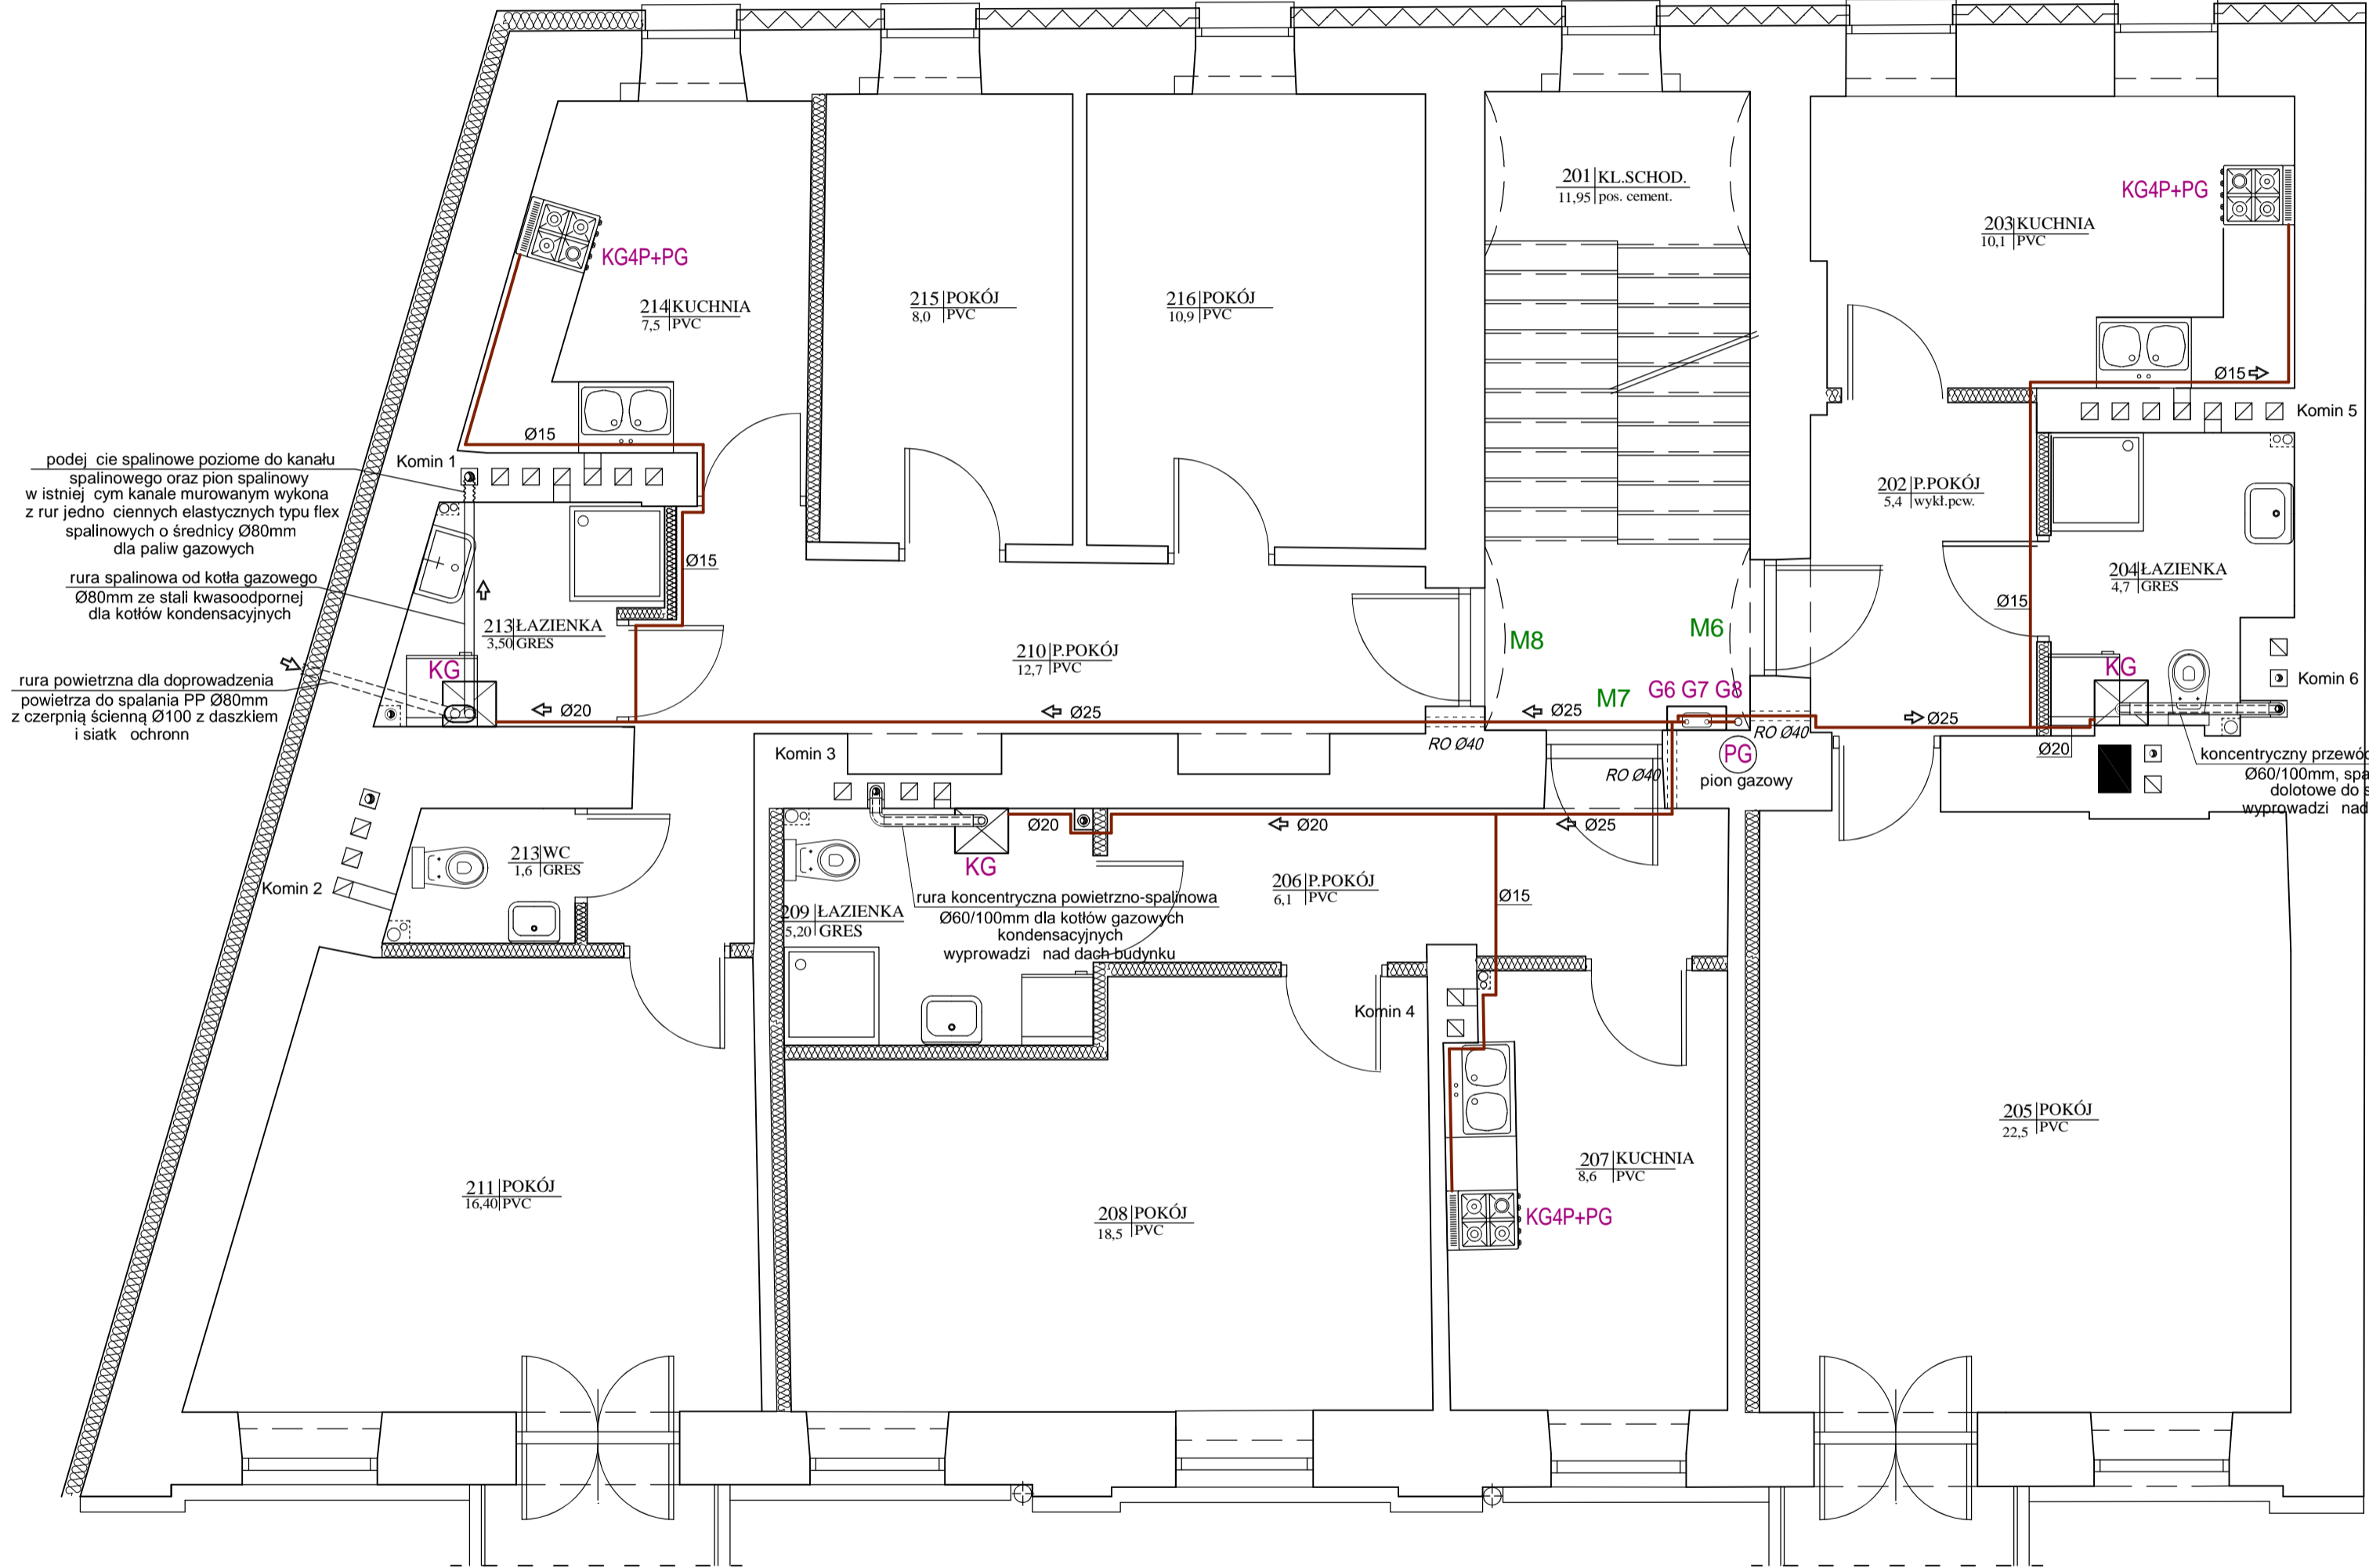 201 KL.SCHOD.
11,95 pos. cement.
KG4P+PG
203 KUCHNIA
10,1 PVC
KG4P+PG
214 KUCHNIA
7,5 PVC
215 POKÓJ
8,0 PVC
216 POKÓJ
10,9 PVC
Ø15
Komin 5
Ø15
Komin 1
podej cie spalinowe poziome do kanału
spalinowego oraz pion spalinowy
w istniej cym kanale murowanym wykona
z rur jedno ciennych elastycznych typu flex
spalinowych o średnicy Ø80mm
dla paliw gazowych
rura spalinowa od kotła gazowego
Ø80mm ze stali kwasoodpornej
dla kotłów kondensacyjnych
rura powietrzna dla doprowadzenia
powietrza do spalania PP Ø80mm
z czerpnią ścienną Ø100 z daszkiem
i siatk ochronn
202 P.POKÓJ
5,4 wykł.pcw.
Ø15
204 ŁAZIENKA
4,7 GRES
Ø15
213 ŁAZIENKA
3,50 GRES
KG
210 P.POKÓJ
12,7 PVC
M8
M6
M7
G6 G7 G8
KG
Komin 6
Ø20
Ø25
Ø25
Ø25
RO Ø40
RO Ø40
RO Ø40
PG
pion gazowy
Ø20
koncentryczny przewód
Ø60/100mm, spa
dolotowe do s
wyprowadzi nad
Komin 3
Ø20
Ø20
Ø25
KG
Komin 2
213 WC
1,6 GRES
209 ŁAZIENKA
5,20 GRES
rura koncentryczna powietrzno-spalinowa
Ø60/100mm dla kotłów gazowych
kondensacyjnych
wyprowadzi nad dach budynku
206 P.POKÓJ
6,1 PVC
Ø15
Komin 4
205 POKÓJ
22,5 PVC
207 KUCHNIA
8,6 PVC
211 POKÓJ
16,40 PVC
208 POKÓJ
18,5 PVC
KG4P+PG